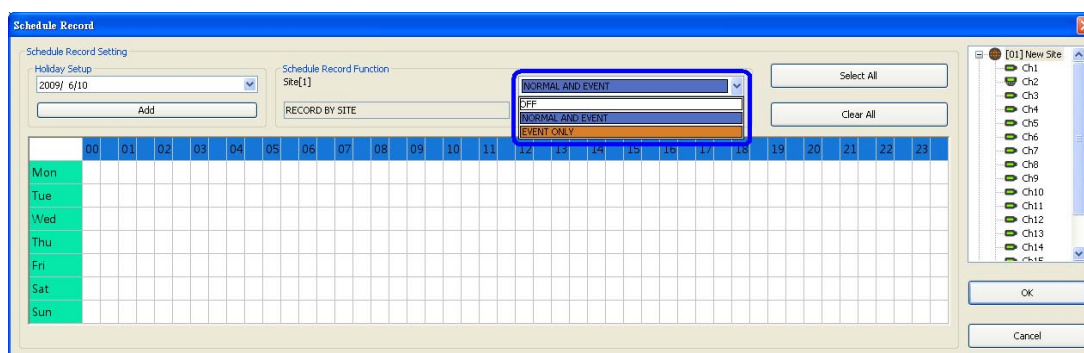 Schedule Record
Schedule Record Setting
Holiday Setup
2009/ 6/10
Add
Schedule Record Function
Site[1]
RECORD BY SITE
NORMAL AND EVENT
OFF
NORMAL AND EVENT
EVENT ONLY
Select All
Clear All
00 01 02 03 04 05 06 07 08 09 10 11 12 13 14 15 16 17 18 19 20 21 22 23
Mon
Tue
Wed
Thu
Fri
Sat
Sun
[01] New Site
Ch1
Ch2
Ch3
Ch4
Ch5
Ch6
Ch7
Ch8
Ch9
Ch10
Ch11
Ch12
Ch13
Ch14
Ch15
OK
Cancel